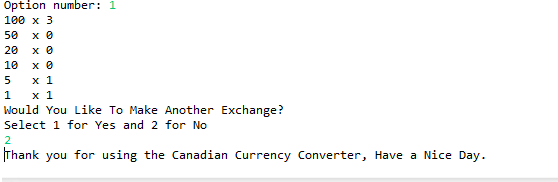 Option number: 1
100 x 3
50  x 0
20  x 0
10  x 0
5   x 1
1   x 1
Would You Like To Make Another Exchange?
Select 1 for Yes and 2 for No
2
Thank you for using the Canadian Currency Converter, Have a Nice Day.